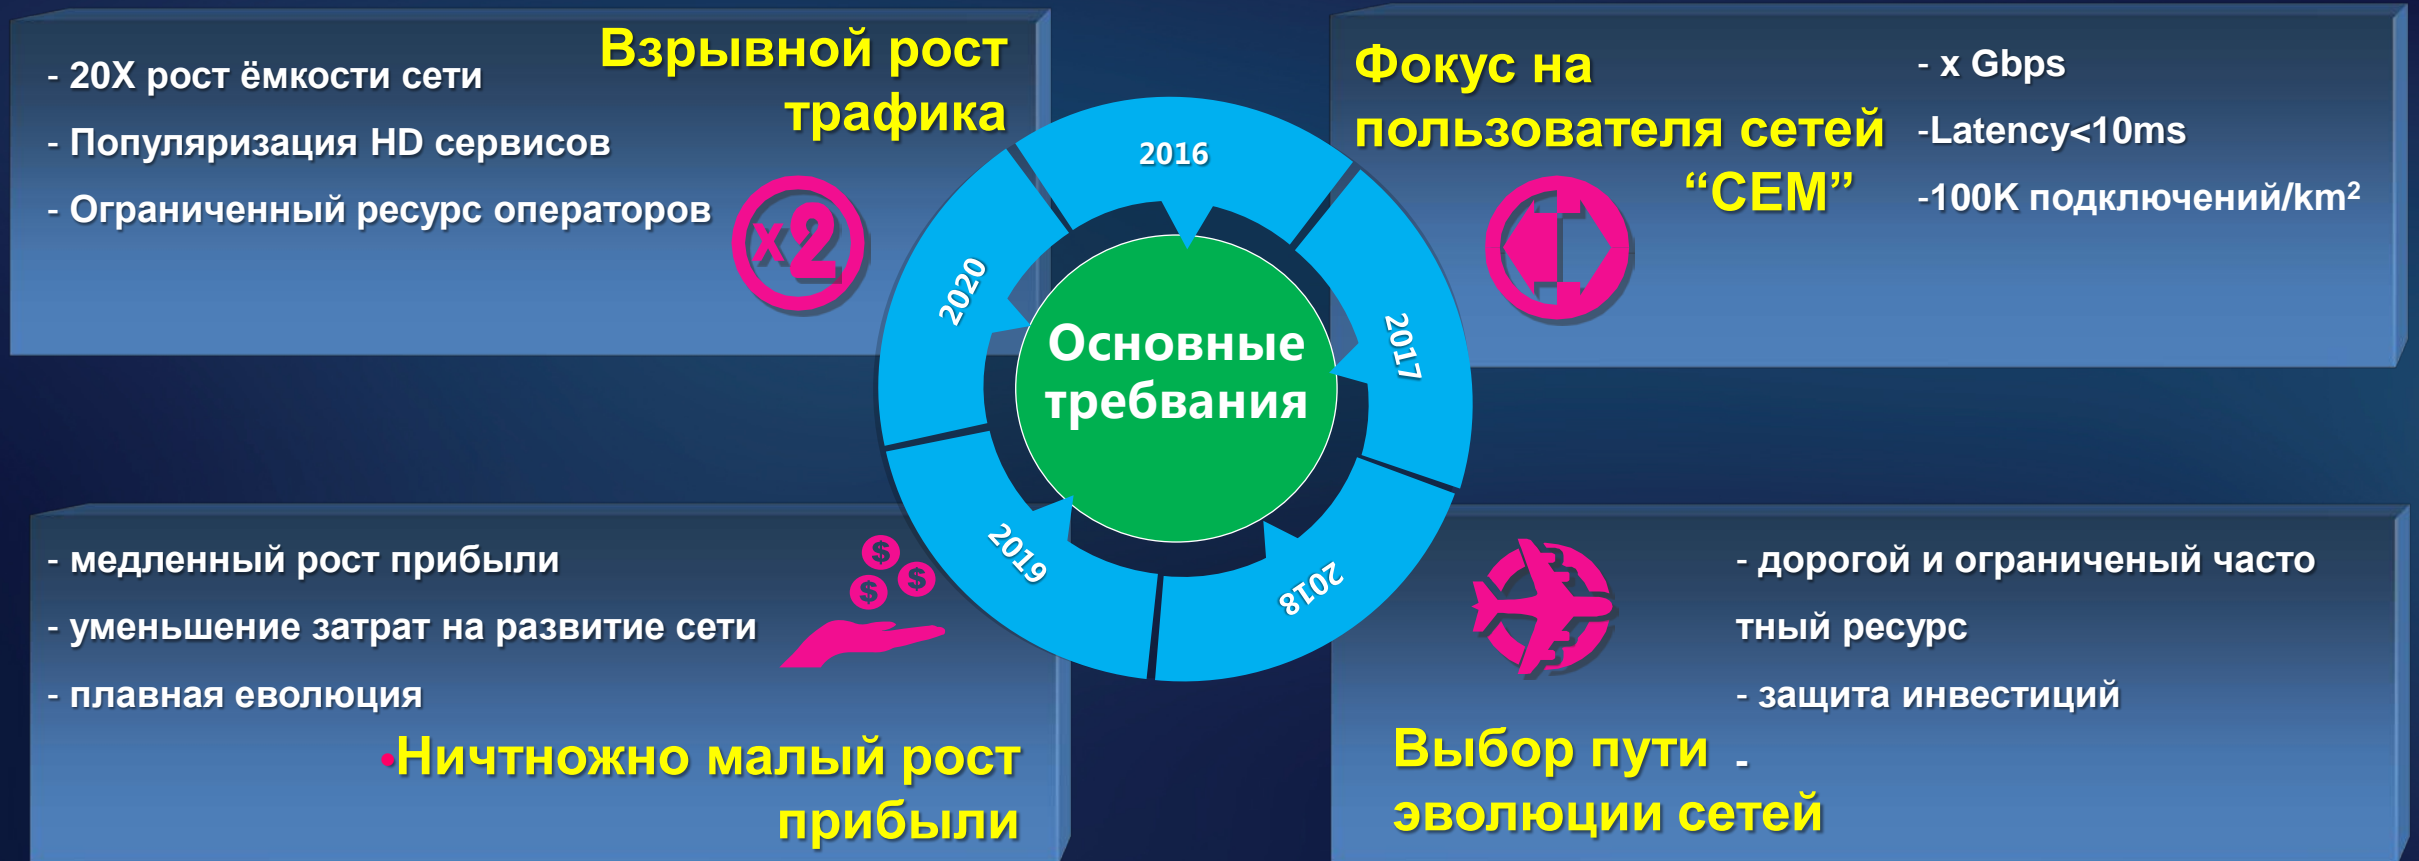 Взрывной рост
трафика
- 20X рост ёмкости сети
- Популяризация HD сервисов
- Ограниченный ресурс операторов
x2
Фокус на
пользователя сетей
“CEM”
- x Gbps
-Latency<10ms
-100K подключений/km²
2016
2017
2018
2019
2020
Основные
требвания
- медленный рост прибыли
- уменьшение затрат на развитие сети
- плавная еволюция
$
$
$
•Ничтножно малый рост
прибыли
- дорогой и ограниченый часто
тный ресурс
- защита инвестиций
-
Выбор пути
эволюции сетей